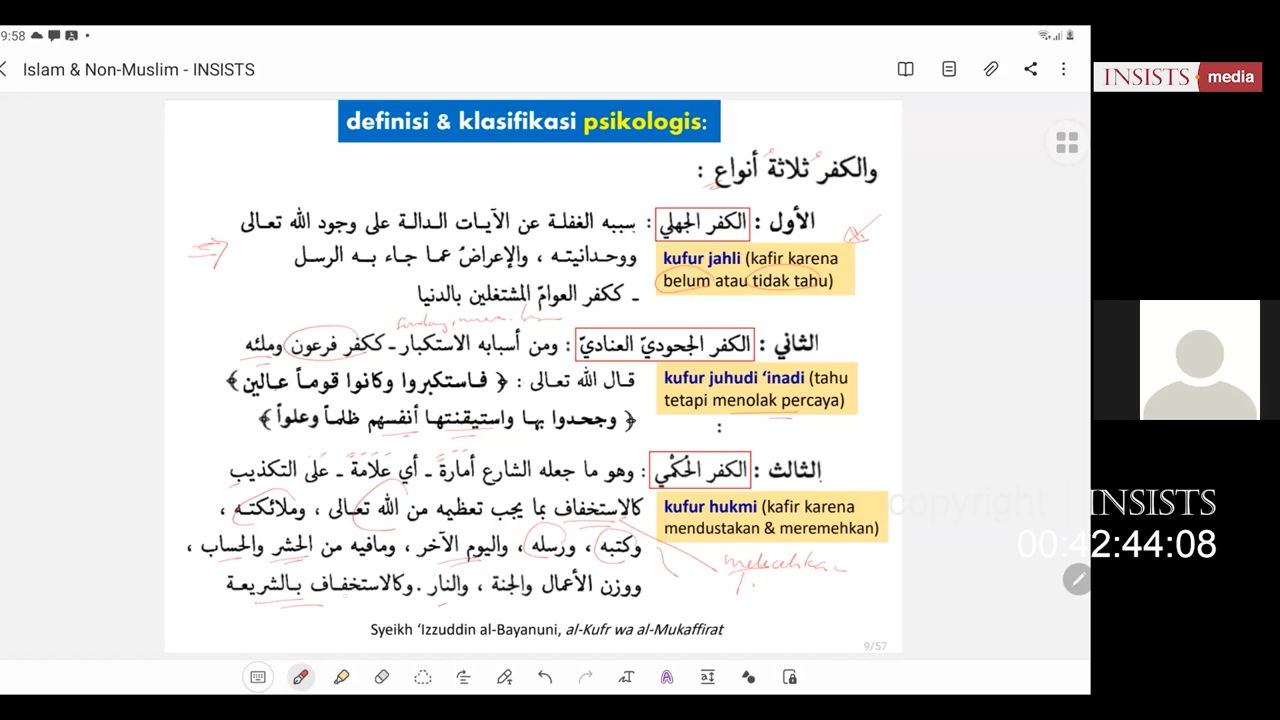 9:58
Islam & Non-Muslim - INSISTS
INSISTS media
definisi & klasifikasi psikologis:
والكفر ثلاثة أنواع :
الأول : الكفر الجهلي : سببه الغفلة عن الآيات الدالة على وجود الله تعالى
kufur jahli (kafir karena
belum atau tidak tahu)
ووحدانيته ، والإعراضُ عما جاء به الرسل
ـ ككفر العوامّ المشتغلين بالدنيا
الثاني : الكفر الجحوديّ العناديّ : ومن أسبابه الاستكبار ـ ككفر فرعون وملئه
kufur juhudi ‘inadi (tahu
tetapi menolak percaya)
قال الله تعالى : ﴿ فاستكبروا وكانوا قوماً عالين ﴾
: ﴿ وجحدوا بها واستيقنتها أنفسهم ظلماً وعلواً ﴾
الثالث : الكفر الحُكْمي : وهو ما جعله الشارع أمارة ـ أي علامة ـ على التكذيب
kufur hukmi (kafir karena
mendustakan & meremehkan)
كالاستخفاف بما يجب تعظيمه من الله تعالى ، وملائكته ،
وكتبه ، ورسله ، واليوم الآخر ، ومافيه من الحشر والحساب ،
ووزن الأعمال والجنة ، والنار . وكالاستخفاف بالشريعة
Syeikh ‘Izzuddin al-Bayanuni, al-Kufr wa al-Mukaffirat
9/57
copyright | INSISTS
00:42:44:08